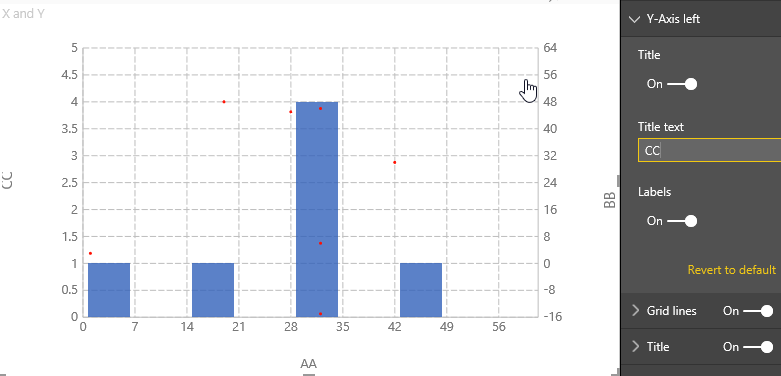 X and Y
5
4.5
4
3.5
3
2.5
2
1.5
1
0.5
0
CC
64
56
48
40
32
24
16
8
0
-8
-16
BB
0 7 14 21 28 35 42 49 56
AA
Y-Axis left
Title
On
Title text
CC
Labels
On
Revert to default
Grid lines On
Title On